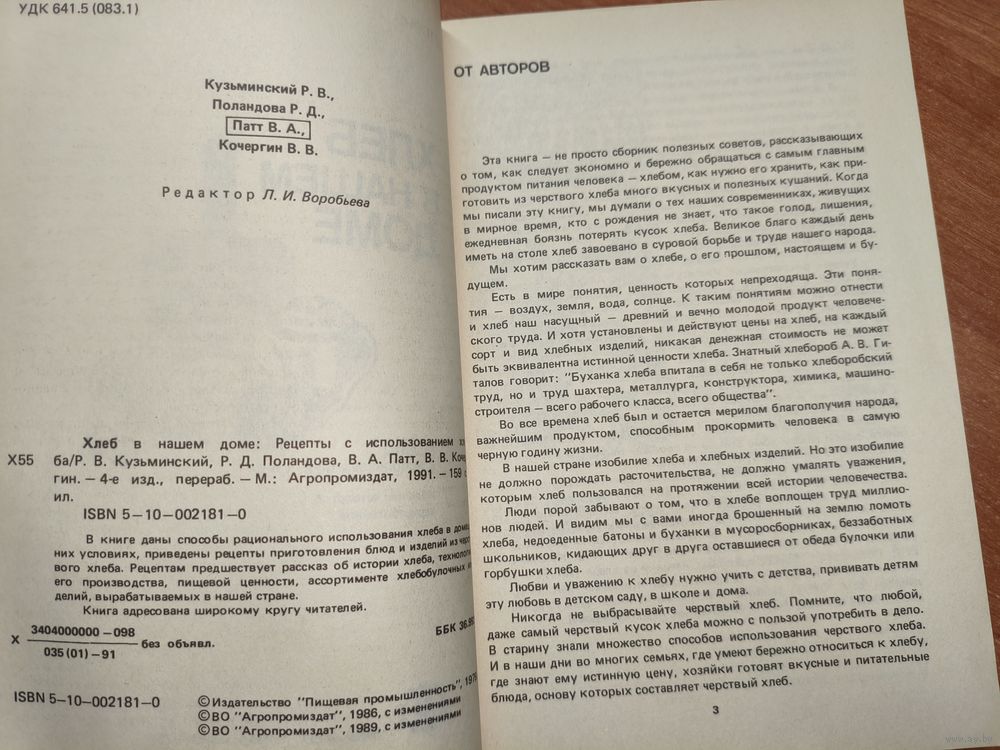 УДК 641.5 (083.1)
Кузьминский Р. В.,
Поландова Р. Д.,
Патт В. А.,
Кочергин В. В.
Редактор Л. И. Воробьева
Хлеб в нашем доме: Рецепты с использованием
Х55 ба/Р. В. Кузьминский, Р. Д. Поландова, В. А. Патт, В. В. Кочер
гин. – 4-е изд., перераб. – М.: Агропромиздат, 1991. – 159 с
ил.
ISBN 5–10–002181–0
В книге даны способы рационального использования хлеба в домаш
них условиях, приведены рецепты приготовления блюд и изделий из черст
вого хлеба. Рецептам предшествует рассказ об истории хлеба, технологии
его производства, пищевой ценности, ассортименте хлебобулочных из
делий, вырабатываемых в нашей стране.
Книга адресована широкому кругу читателей.
Х 3404000000 –098
035 (01) –91
без объявл.
ББК 36.99
ISBN 5–10–002181–0
©Издательство "Пищевая промышленность",
©ВО "Агропромиздат", 1986, с изменениями
©ВО "Агропромиздат", 1989, с изменениями
ОТ АВТОРОВ
Эта книга – не просто сборник полезных советов, рассказывающих
о том, как следует экономно и бережно обращаться с самым главным
продуктом питания человека – хлебом, как нужно его хранить, как при-
готовить из черствого хлеба много вкусных и полезных кушаний. Когда
мы писали эту книгу, мы думали о тех наших современниках, живущих
в мирное время, кто с рождения не знает, что такое голод, лишения,
ежедневная боязнь потерять кусок хлеба. Великое благо каждый день
иметь на столе хлеб завоевано в суровой борьбе и труде нашего народа.
Мы хотим рассказать вам о хлебе, о его прошлом, настоящем и бу-
дущем.
Есть в мире понятия, ценность которых непреходяща. Эти поня-
тия – воздух, земля, вода, солнце. К таким понятиям можно отнести
и хлеб наш насущный – древний и вечно молодой продукт человече-
ского труда. И хотя установлены и действуют цены на хлеб, на каждый
сорт и вид хлебных изделий, никакая денежная стоимость не может
быть эквивалентна истинной ценности хлеба. Знатный хлебороб А. В. Ги-
талов говорит: "Буханка хлеба впитала в себя не только хлеборобский
труд, но и труд шахтера, металлурга, конструктора, химика, машино-
строителя – всего рабочего класса, всего общества".
Во все времена хлеб был и остается мерилом благополучия народа,
важнейшим продуктом, способным прокормить человека в самую
черную годину жизни.
В нашей стране изобилие хлеба и хлебных изделий. Но это изобилие
не должно порождать расточительства, не должно умалять уважения,
которым хлеб пользовался на протяжении всей истории человечества.
Люди порой забывают о том, что в хлебе воплощен труд миллио-
нов людей. И видим мы с вами иногда брошенный на землю ломоть
хлеба, недоеденные батоны и буханки в мусоросборниках, беззаботных
школьников, кидающих друг в друга оставшиеся от обеда булочки или
горбушки хлеба.
Любви и уважению к хлебу нужно учить с детства, прививать детям
эту любовь в детском саду, в школе и дома.
Никогда не выбрасывайте черствый хлеб. Помните, что любой,
даже самый черствый кусок хлеба можно с пользой употребить в дело.
В старину знали множество способов использования черствого хлеба.
И в наши дни во многих семьях, где умеют бережно относиться к хлебу,
где знают ему истинную цену, хозяйки готовят вкусные и питательные
блюда, основу которых составляет черствый хлеб.
3